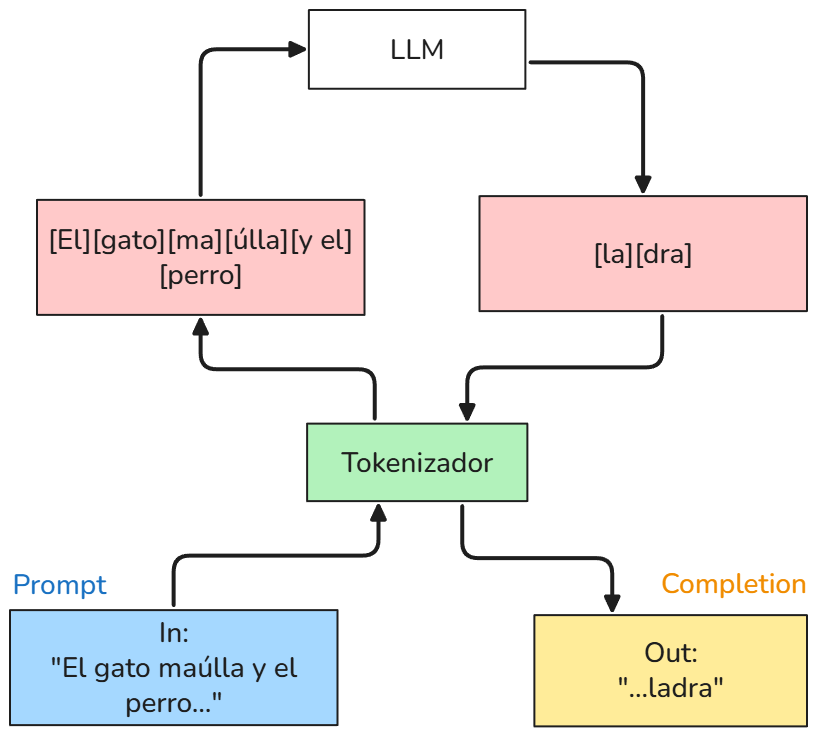 LLM
[El][gato][ma][úlla][y el]
[perro]
[la][dra]
Tokenizador
Prompt
In:
"El gato maúlla y el
perro..."
Completion
Out:
"...ladra"